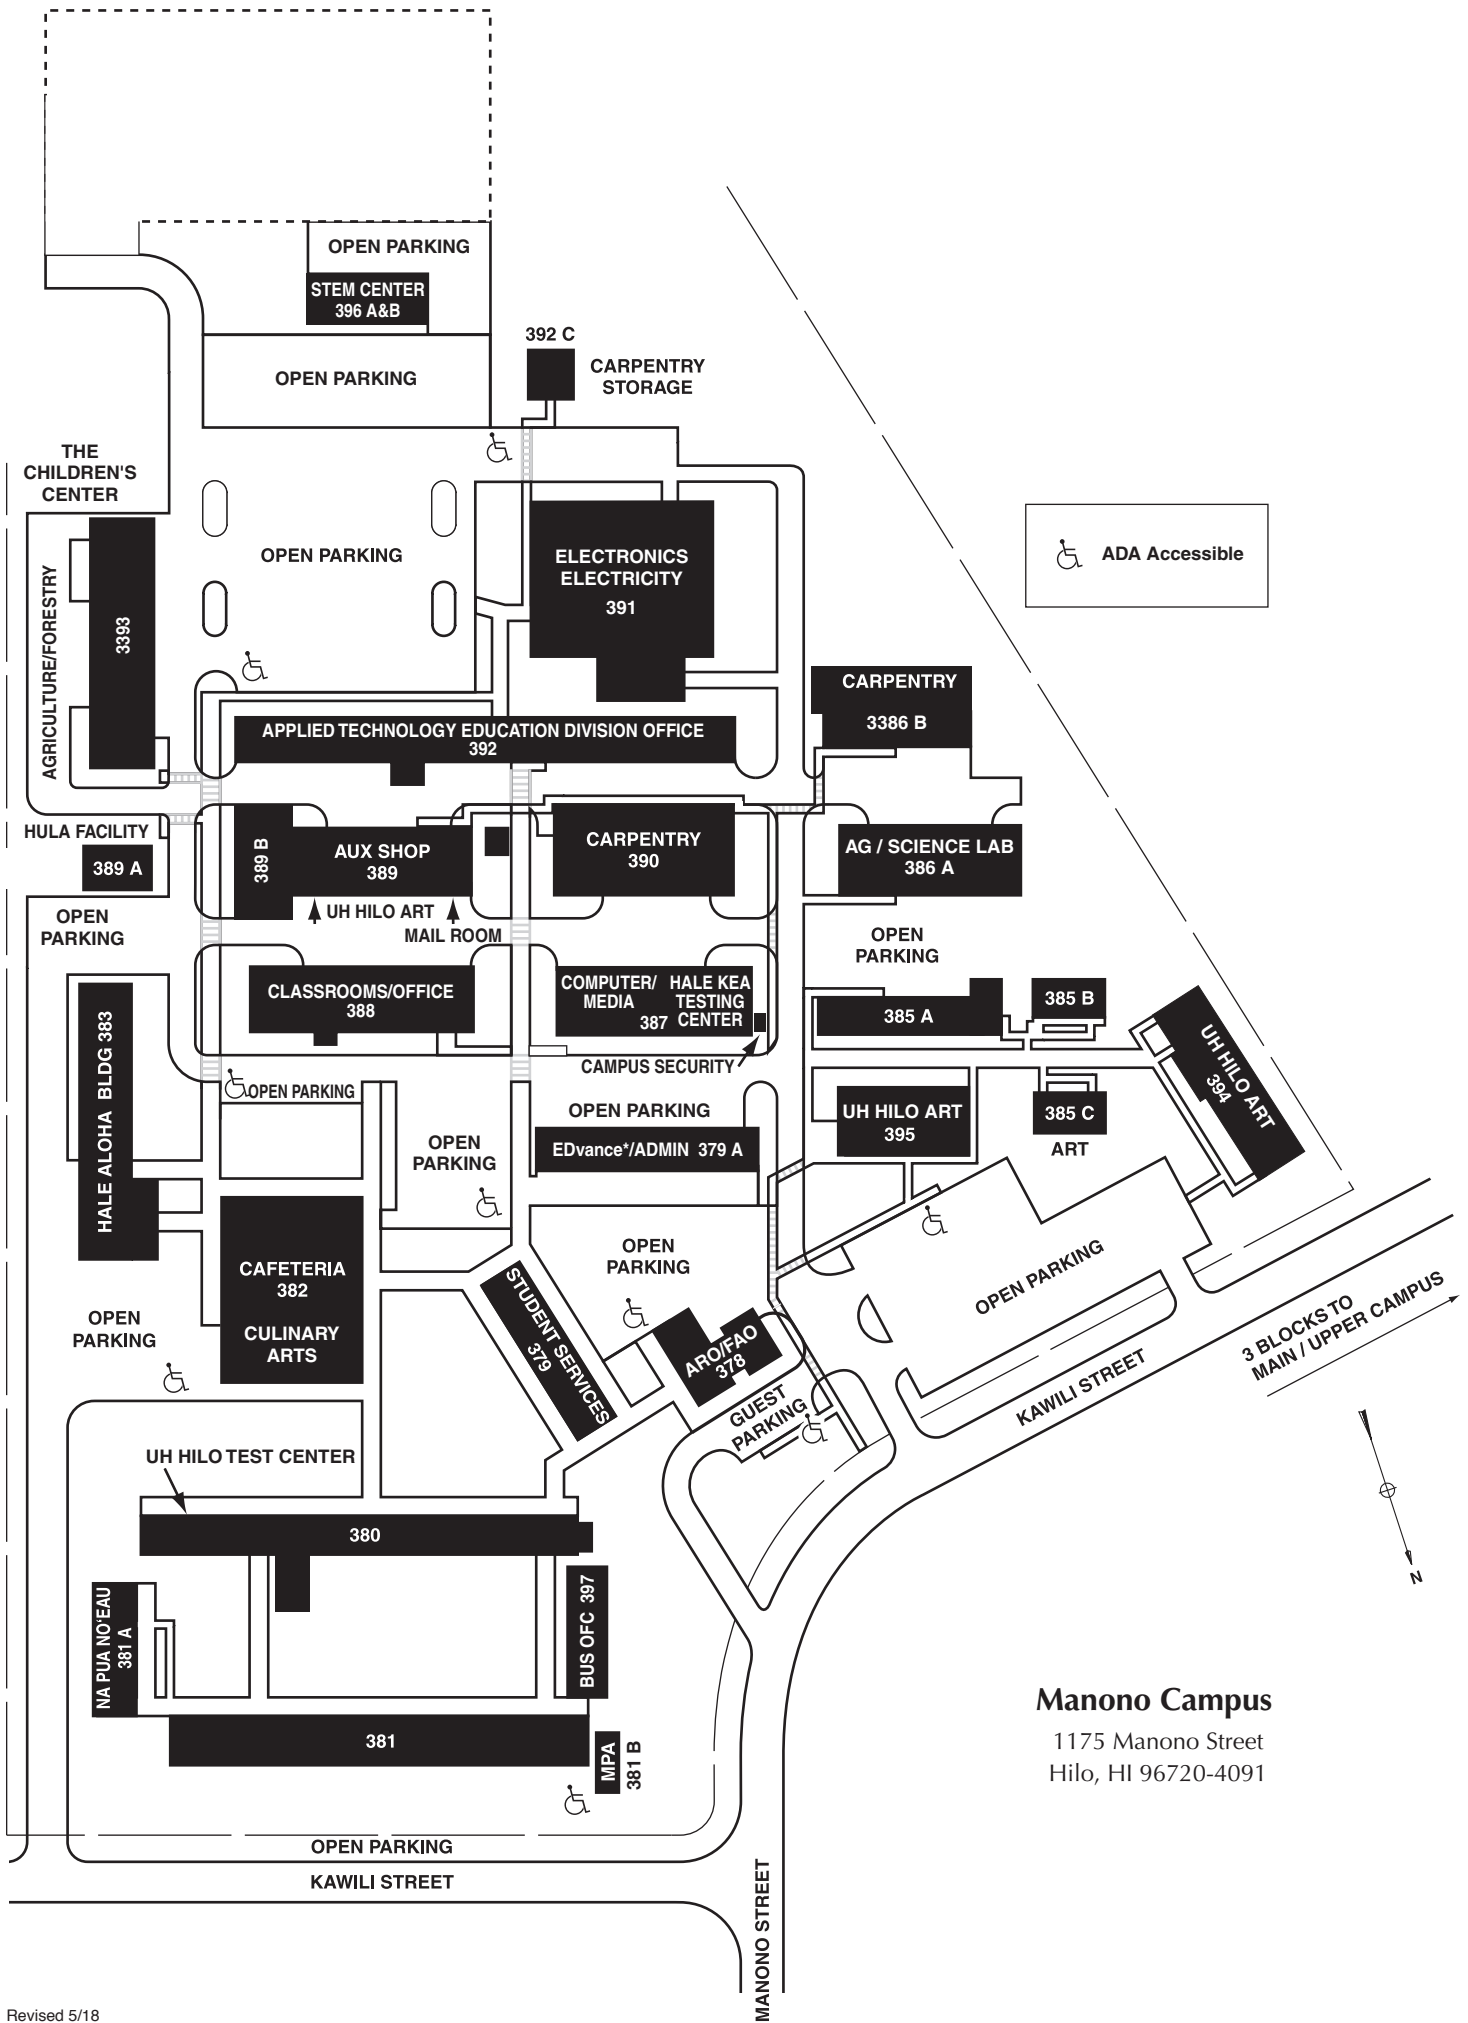 OPEN PARKING
STEM CENTER
396 A&B
392 C
CARPENTRY
STORAGE
OPEN PARKING
THE
CHILDREN'S
CENTER
OPEN PARKING
ELECTRONICS
ELECTRICITY
391
ADA Accessible
AGRICULTURE/FORESTRY
3393
CARPENTRY
3386 B
APPLIED TECHNOLOGY EDUCATION DIVISION OFFICE
392
HULA FACILITY
389 A
389 B
AUX SHOP
389
CARPENTRY
390
AG / SCIENCE LAB
386 A
UH HILO ART
MAIL ROOM
OPEN
PARKING
OPEN
PARKING
CLASSROOMS/OFFICE
388
COMPUTER/
MEDIA
HALE KEA
TESTING
CENTER
387
385 A
385 B
UH HILO ART
394
CAMPUS SECURITY
HALE ALOHA BLDG 383
OPEN PARKING
OPEN PARKING
UH HILO ART
395
385 C
ART
OPEN
PARKING
EDvance*/ADMIN 379 A
CAFETERIA
382
CULINARY
ARTS
OPEN
PARKING
OPEN PARKING
STUDENT SERVICES
379
OPEN
PARKING
ARO/FAO
378
GUEST
PARKING
KAWILI STREET
3 BLOCKS TO
MAIN / UPPER CAMPUS
UH HILO TEST CENTER
380
N
NA PUA NO'EAU
381 A
BUS OFC 397
381
MPA
381 B
Manono Campus
1175 Manono Street
Hilo, HI 96720-4091
OPEN PARKING
KAWILI STREET
MANONO STREET
Revised 5/18